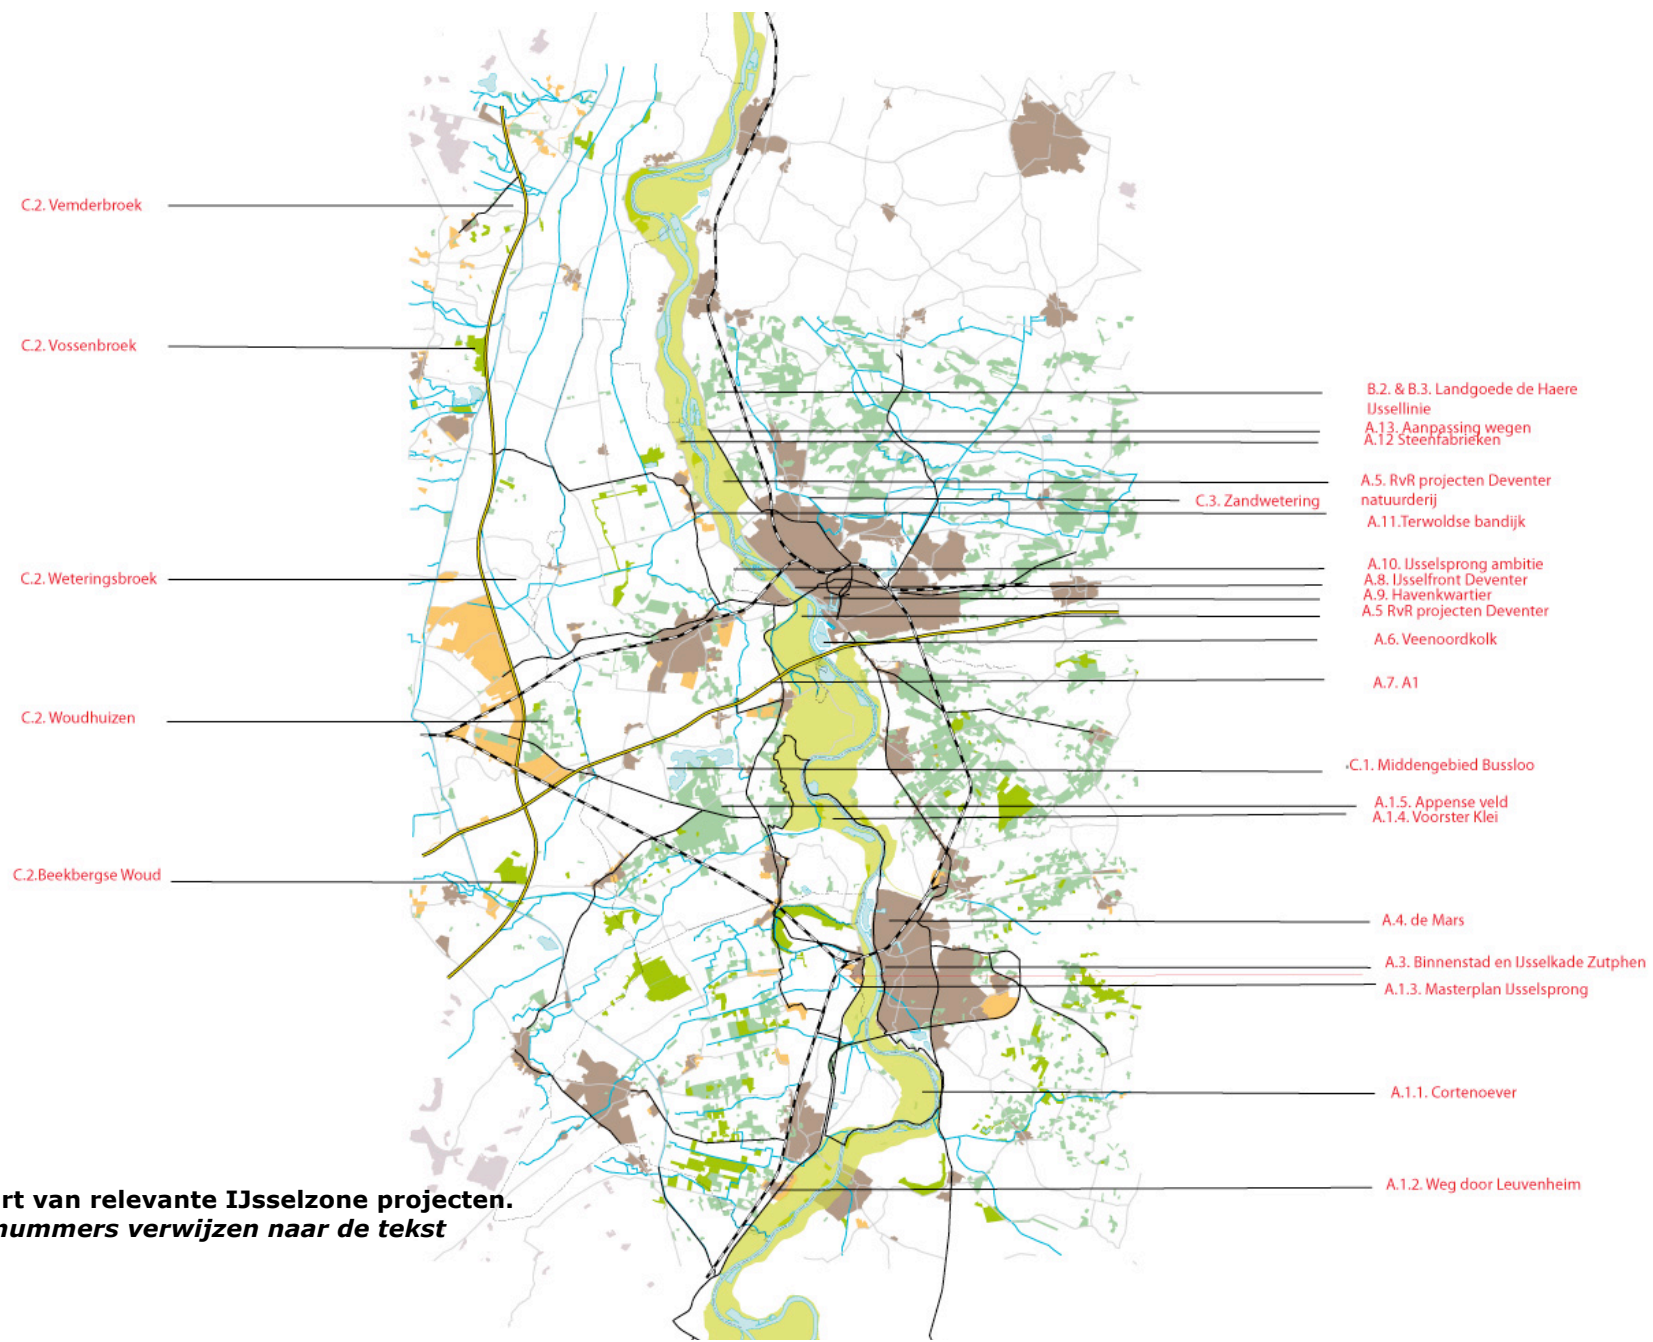 C.2. Vemderbroek
C.2. Vossenbroek
C.2. Weteringsbroek
C.2. Woudhuizen
C.2.Beekbergse Woud
B.2. & B.3. Landgoede de Haere
IJssellinie
A.13. Aanpassing wegen
A.12 Steenfabrieken
A.5. RvR projecten Deventer
natuurderij
C.3. Zandwetering
A.11.Terwoldse bandijk
A.10. IJsselsprong ambitie
A.8. IJsselfront Deventer
A.9. Havenkwartier
A.5 RvR projecten Deventer
A.6. Veenoordkolk
A.7. A1
C.1. Middengebied Bussloo
A.1.5. Appense veld
A.1.4. Voorster Klei
A.4. de Mars
A.3. Binnenstad en IJsselkade Zutphen
A.1.3. Masterplan IJsselsprong
A.1.1. Cortenoever
A.1.2. Weg door Leuvenheim
rt van relevante IJsselzone projecten.
nummers verwijzen naar de tekst